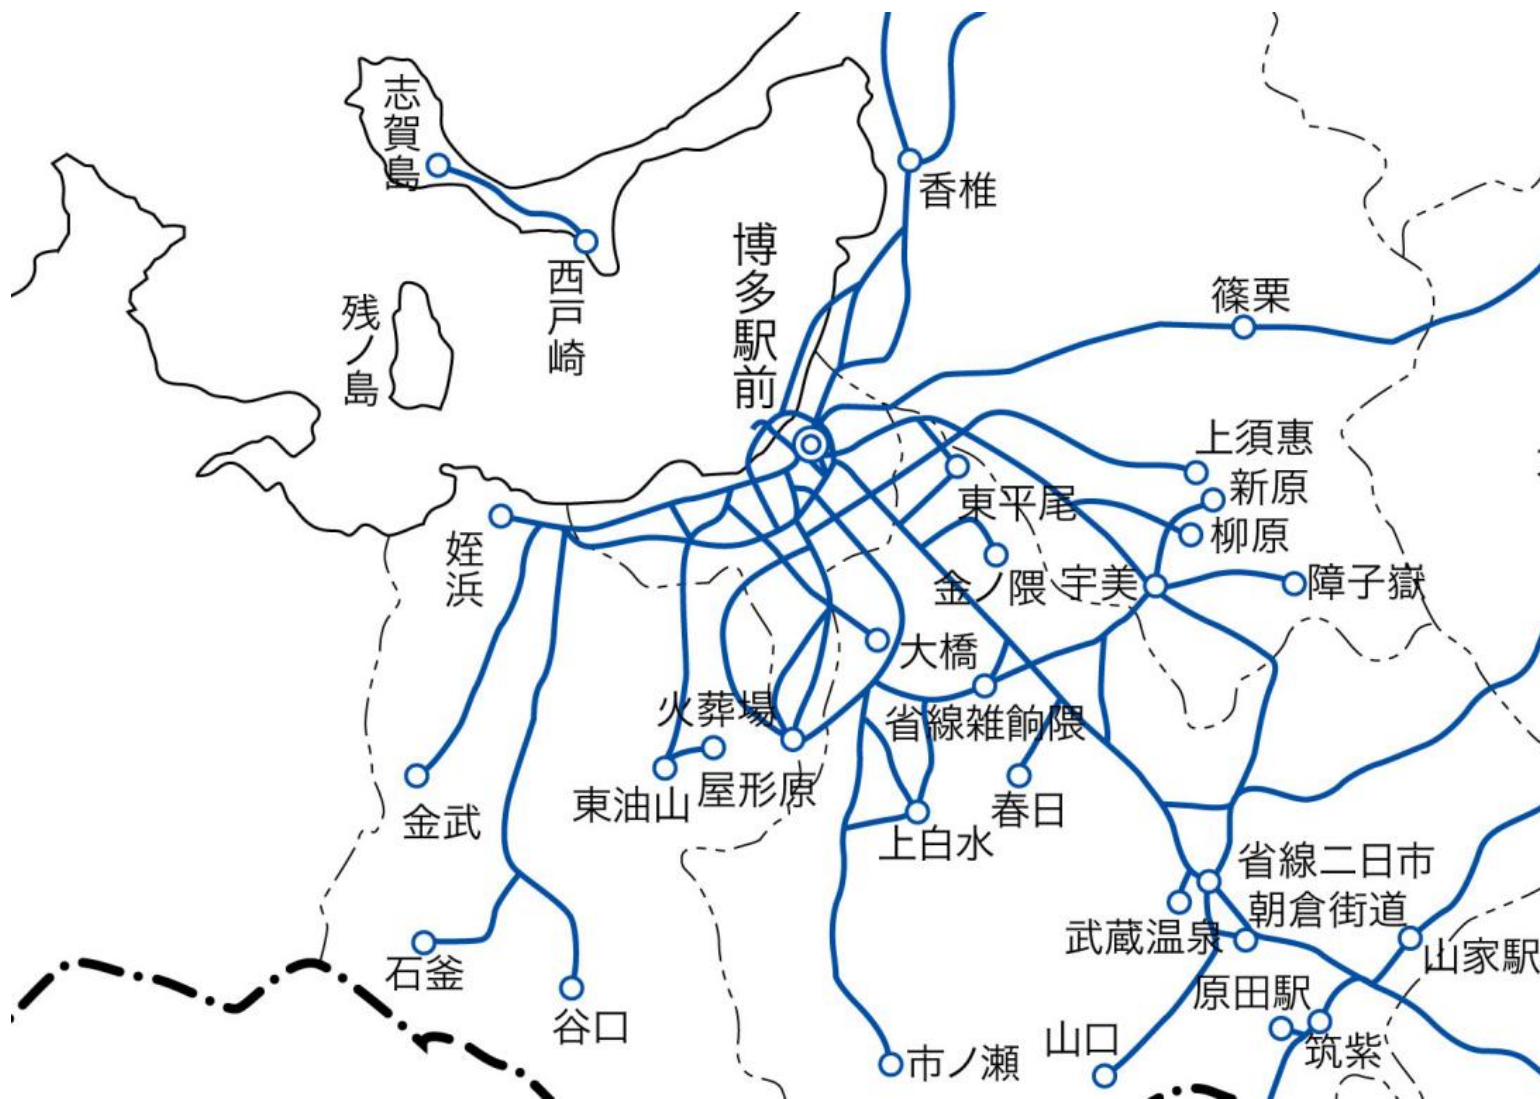 志賀島
香椎
博多駅前
西戸崎
残ノ島
篠栗
上須惠
新原
東平尾
柳原
姪浜
金ノ隈
宇美
障子嶽
大橋
火葬場
省線雑餉隈
東油山
屋形原
春日
金武
上白水
省線二日市
朝倉街道
武蔵温泉
山家駅
石釜
原田駅
谷口
山口
筑紫
市ノ瀬